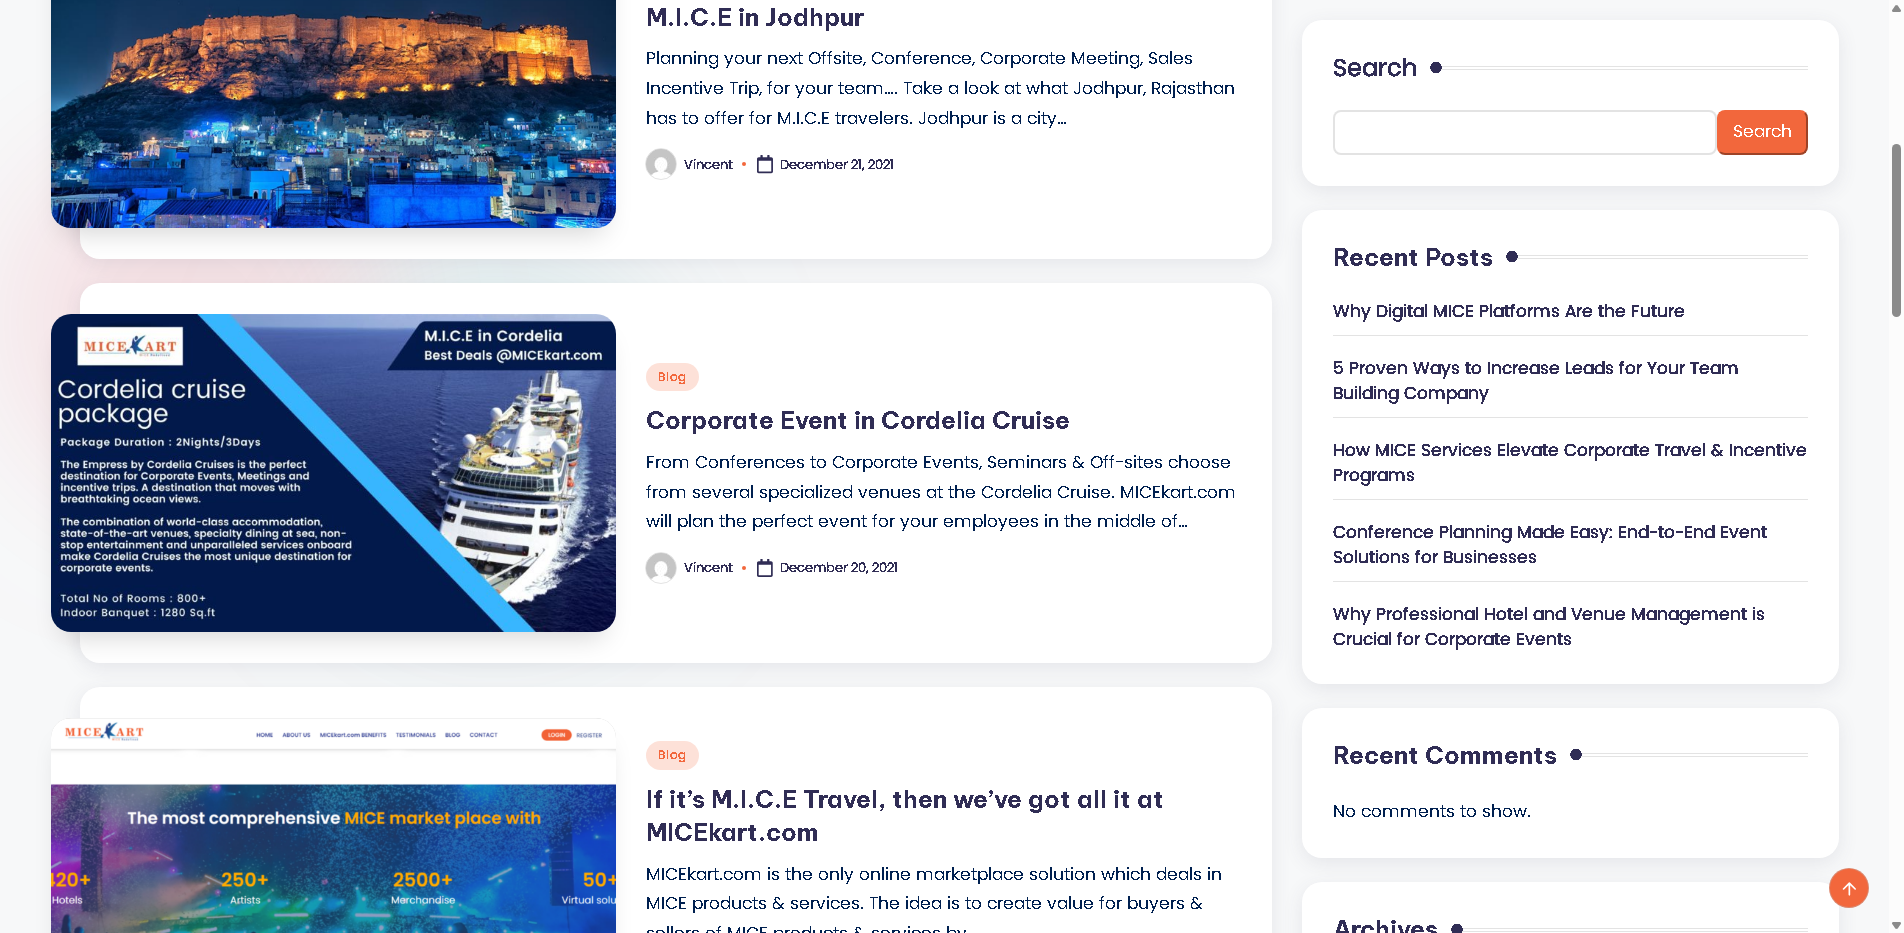 M.I.C.E in Jodhpur
Planning your next Offsite, Conference, Corporate Meeting, Sales
Incentive Trip, for your team.... Take a look at what Jodhpur, Rajasthan
has to offer for M.I.C.E travelers. Jodhpur is a city...
Vincent • December 21, 2021
MICEKART
M.I.C.E in Cordelia
Best Deals @MICEkart.com
Cordelia cruise
package
Package Duration : 2Nights/3Days
The Empress by Cordelia Cruises is the perfect
destination for Corporate Events, Meetings and
incentive trips. A destination that moves with
breathtaking ocean views.
The combination of world-class accommodation,
state-of-the-art venues, specialty dining at sea, non-
stop entertainment and unparalleled services onboard
make Cordelia Cruises the most unique destination for
corporate events.
Total No of Rooms : 800+
Indoor Banquet : 1280 Sq.ft
Blog
Corporate Event in Cordelia Cruise
From Conferences to Corporate Events, Seminars & Off-sites choose
from several specialized venues at the Cordelia Cruise. MICEkart.com
will plan the perfect event for your employees in the middle of...
Vincent • December 20, 2021
MICEKART
HOME ABOUT US MICEkart.com BENEFITS TESTIMONIALS BLOG CONTACT LOGIN REGISTER
The most comprehensive MICE market place with
420+ 250+ 2500+ 50+
Hotels Artists Merchandise Virtual solu
Blog
If it's M.I.C.E Travel, then we've got all it at
MICEkart.com
MICEkart.com is the only online marketplace solution which deals in
MICE products & services. The idea is to create value for buyers &
sellers of MICE products & services by
Search
Search
Recent Posts
Why Digital MICE Platforms Are the Future
5 Proven Ways to Increase Leads for Your Team
Building Company
How MICE Services Elevate Corporate Travel & Incentive
Programs
Conference Planning Made Easy: End-to-End Event
Solutions for Businesses
Why Professional Hotel and Venue Management is
Crucial for Corporate Events
Recent Comments
No comments to show.
Archives